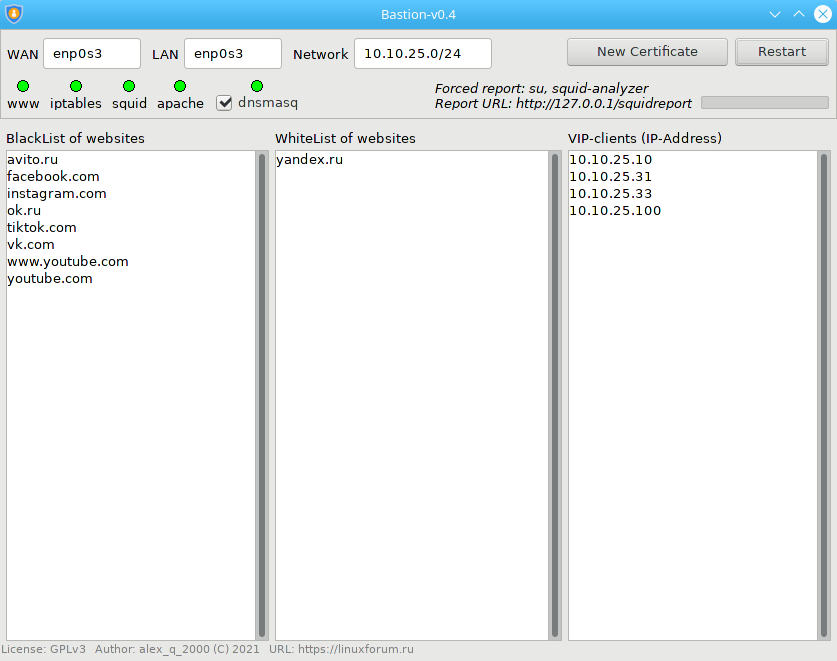 Bastion-v0.4
WAN enp0s3 LAN enp0s3 Network 10.10.25.0/24 New Certificate Restart
www iptables squid apache dnsmasq
Forced report: su, squid-analyzer
Report URL: http://127.0.0.1/squidreport
BlackList of websites
avito.ru
facebook.com
instagram.com
ok.ru
tiktok.com
vk.com
www.youtube.com
youtube.com
WhiteList of websites
yandex.ru
VIP-clients (IP-Address)
10.10.25.10
10.10.25.31
10.10.25.33
10.10.25.100
License: GPLv3 Author: alex_q_2000 (C) 2021 URL: https://linuxforum.ru